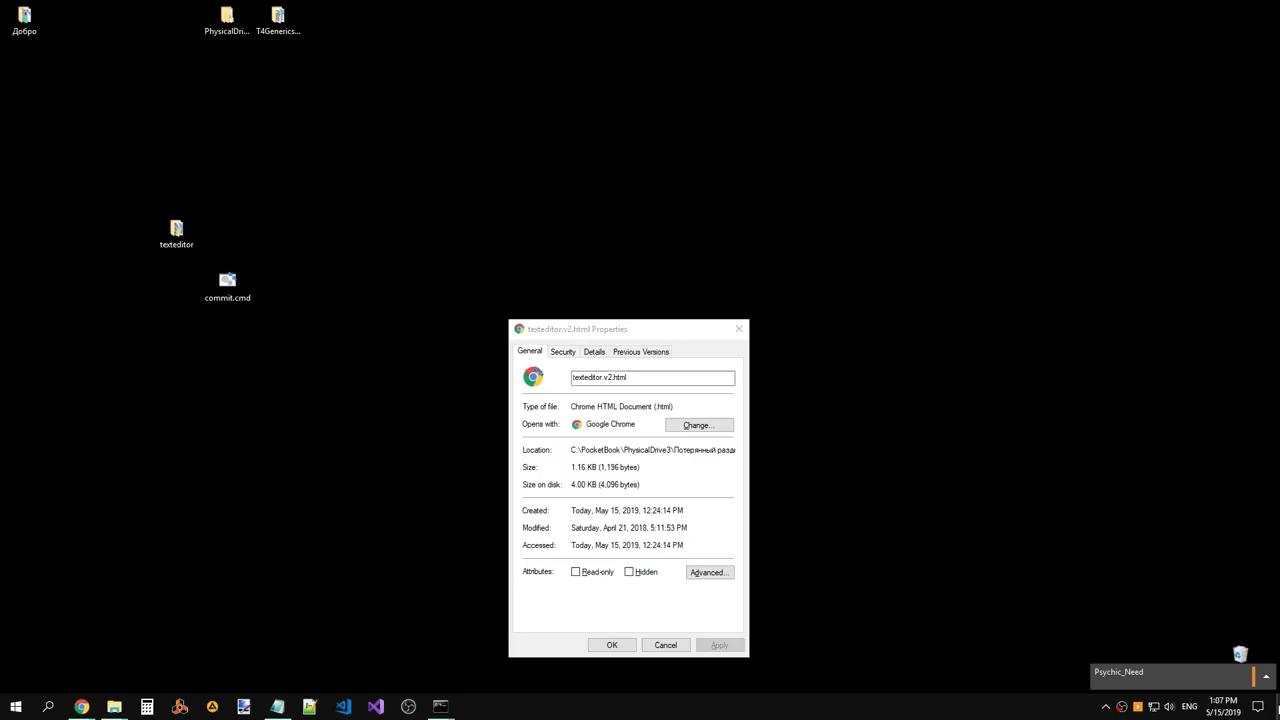 Добро
PhysicalDri...
T4Generics...
texteditor
commit.cmd
texteditor.v2.html Properties
General
Security
Details
Previous Versions
texteditor.v2.html
Type of file:
Chrome HTML Document (.html)
Opens with:
Google Chrome
Change...
Location:
C:\PocketBook\PhysicalDrive3\Потерянный разде
Size:
1.16 KB (1,196 bytes)
Size on disk:
4.00 KB (4,096 bytes)
Created:
Today, May 15, 2019, 12:24:14 PM
Modified:
Saturday, April 21, 2018, 5:11:53 PM
Accessed:
Today, May 15, 2019, 12:24:14 PM
Attributes:
Read-only
Hidden
Advanced...
OK
Cancel
Apply
Psychic_Need
ENG
1:07 PM
5/15/2019